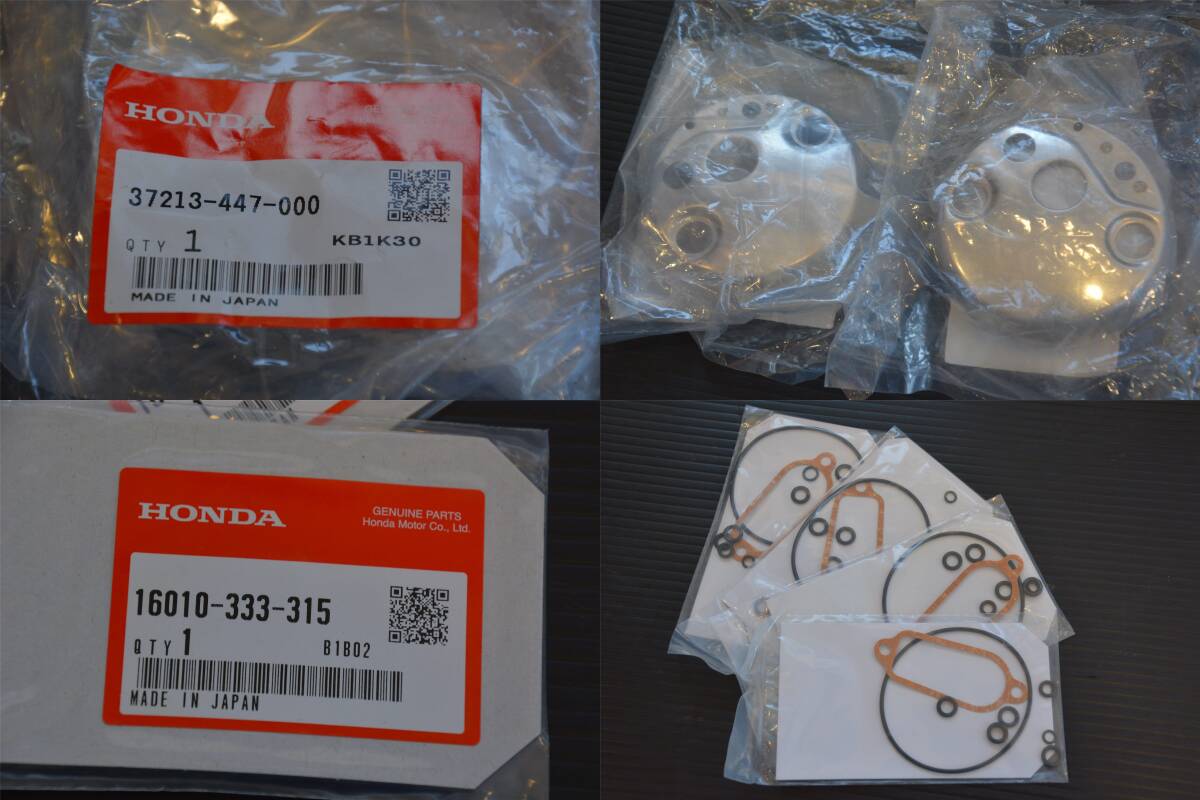 HONDA
37213-447-000
QTY 1
KB1K30
MADE IN JAPAN
HONDA
GENUINE PARTS
Honda Motor Co., Ltd.
16010-333-315
QTY 1
B1B02
MADE IN JAPAN